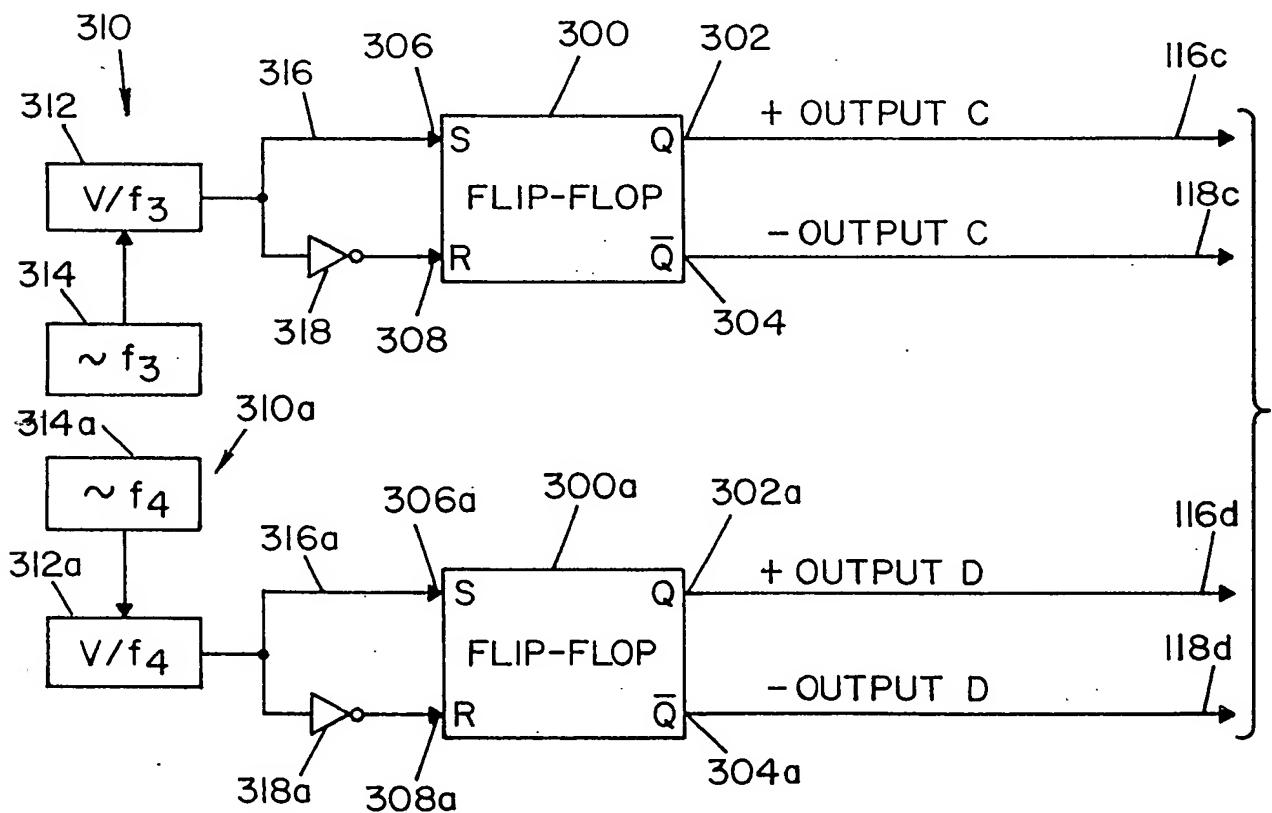 310
312
V/f3
314
~ f3
316
306
300
302
S
Q
FLIP-FLOP
R
Q̅
318
308
304
+ OUTPUT C
116c
- OUTPUT C
118c
314a
310a
~ f4
312a
V/f4
316a
306a
300a
302a
S
Q
FLIP-FLOP
R
Q̅
318a
308a
304a
+ OUTPUT D
116d
- OUTPUT D
118d